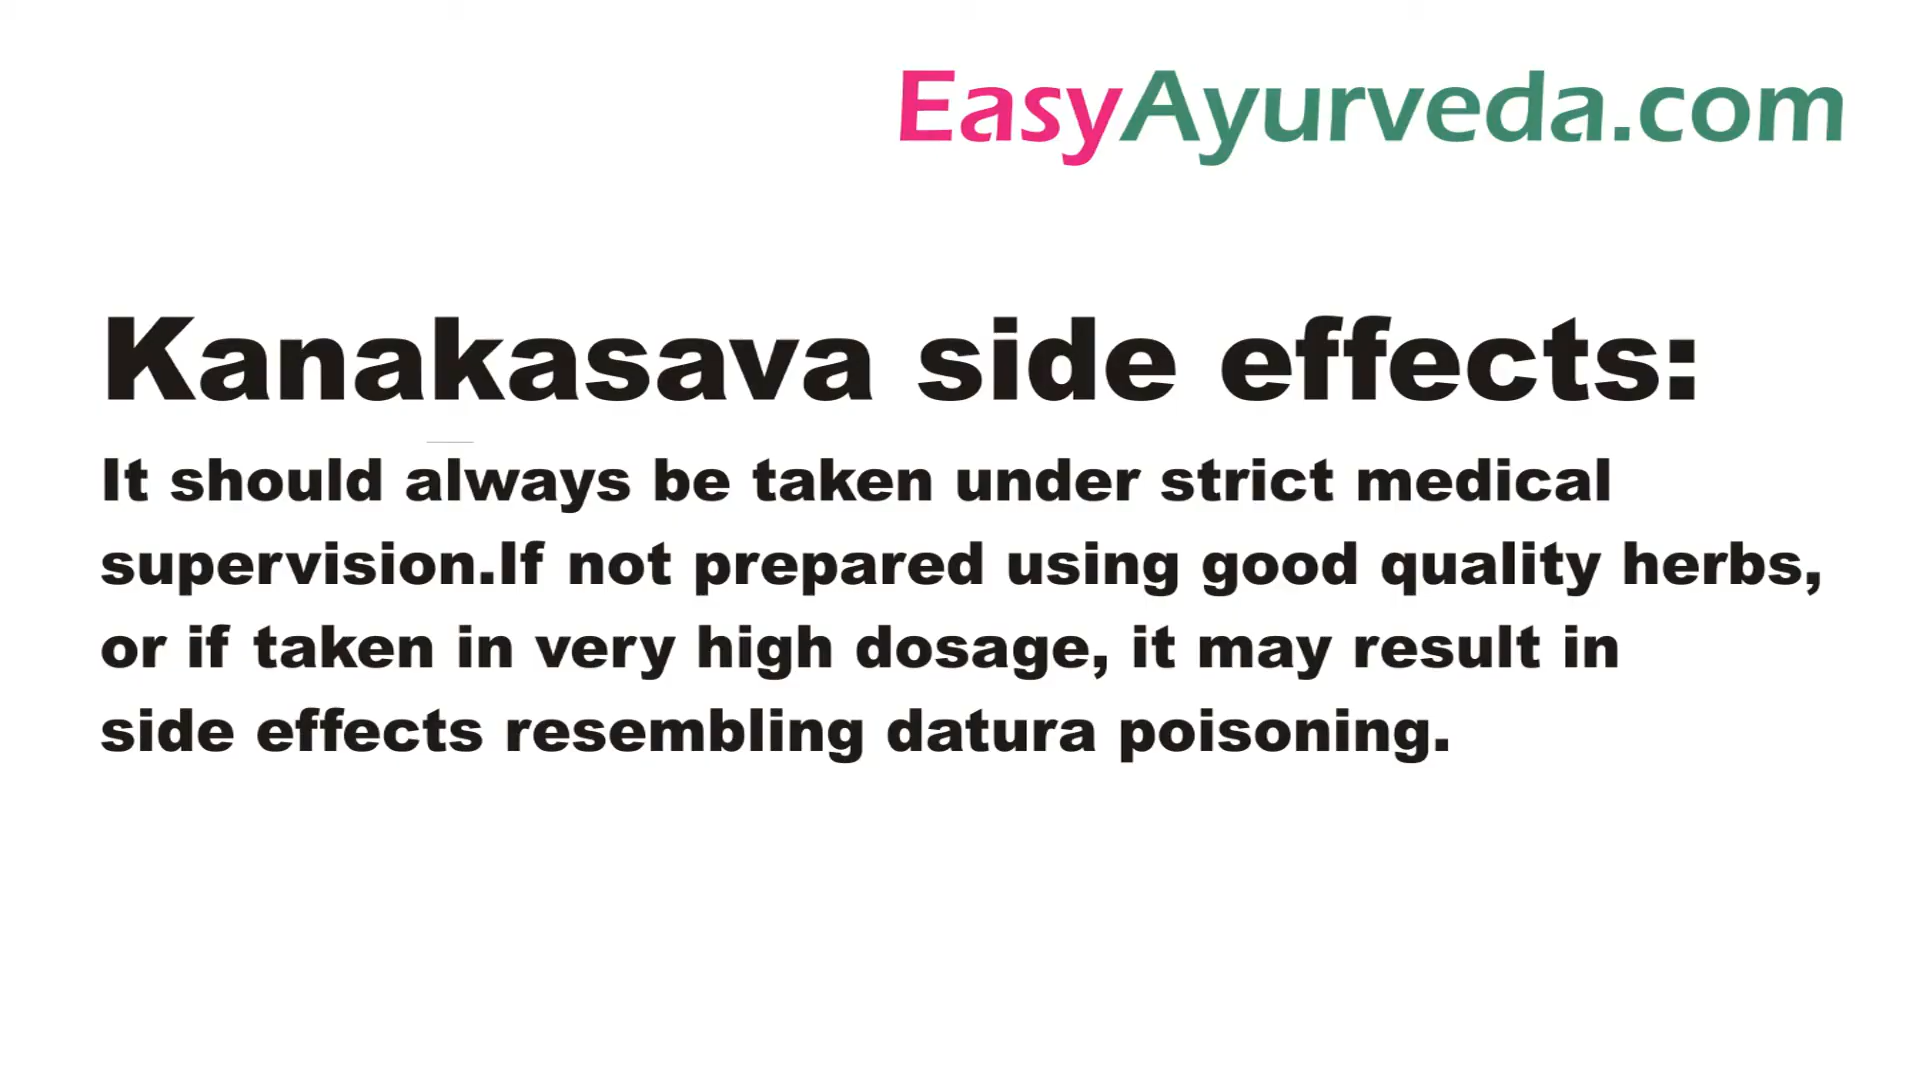 EasyAyurveda.com
Kanakasava side effects:
It should always be taken under strict medical
supervision.If not prepared using good quality herbs,
or if taken in very high dosage, it may result in
side effects resembling datura poisoning.